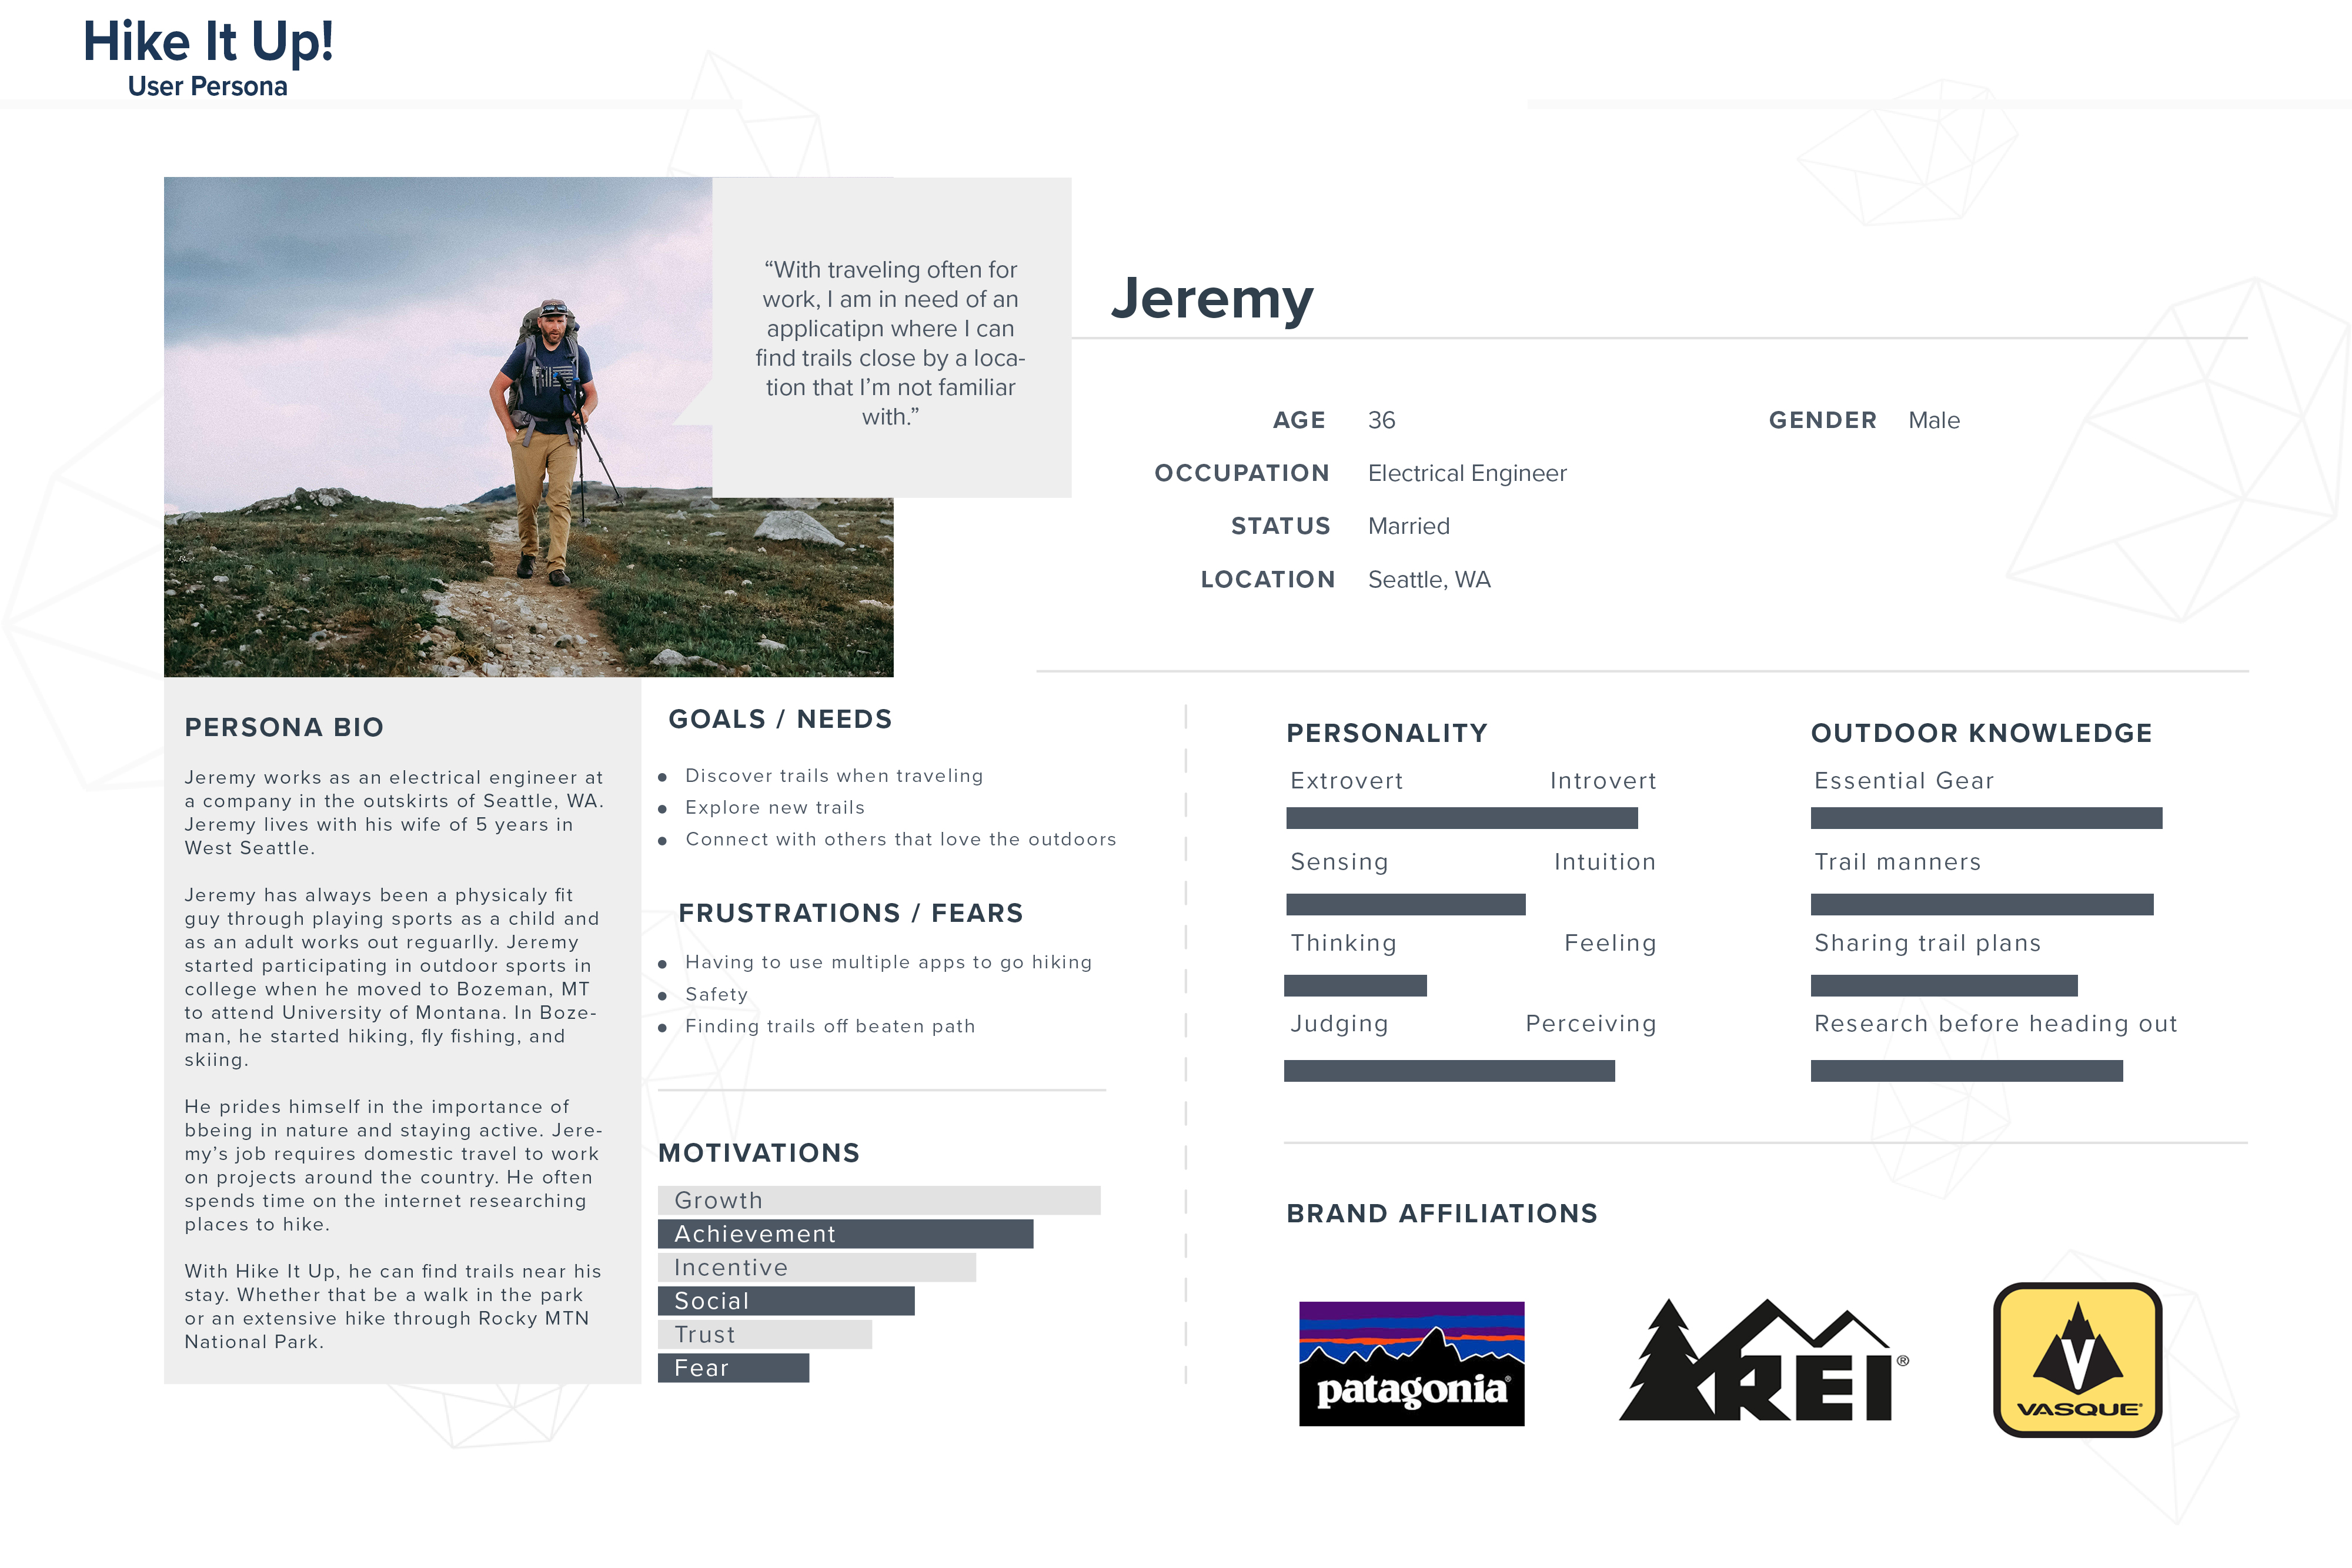 Hike It Up!
User Persona
“With traveling often for
work, I am in need of an
applicatipn where I can
find trails close by a loca-
tion that I’m not familiar
with.”
Jeremy
AGE 36
GENDER Male
OCCUPATION Electrical Engineer
STATUS Married
LOCATION Seattle, WA
PERSONA BIO
Jeremy works as an electrical engineer at
a company in the outskirts of Seattle, WA.
Jeremy lives with his wife of 5 years in
West Seattle.
Jeremy has always been a physicaly fit
guy through playing sports as a child and
as an adult works out reguarlly. Jeremy
started participating in outdoor sports in
college when he moved to Bozeman, MT
to attend University of Montana. In Boze-
man, he started hiking, fly fishing, and
skiing.
He prides himself in the importance of
bbeing in nature and staying active. Jere-
my’s job requires domestic travel to work
on projects around the country. He often
spends time on the internet researching
places to hike.
With Hike It Up, he can find trails near his
stay. Whether that be a walk in the park
or an extensive hike through Rocky MTN
National Park.
GOALS / NEEDS
• Discover trails when traveling
• Explore new trails
• Connect with others that love the outdoors
FRUSTRATIONS / FEARS
• Having to use multiple apps to go hiking
• Safety
• Finding trails off beaten path
MOTIVATIONS
Growth
Achievement
Incentive
Social
Trust
Fear
PERSONALITY
Extrovert Introvert
Sensing Intuition
Thinking Feeling
Judging Perceiving
OUTDOOR KNOWLEDGE
Essential Gear
Trail manners
Sharing trail plans
Research before heading out
BRAND AFFILIATIONS
patagonia®
REI®
V
VASQUE®